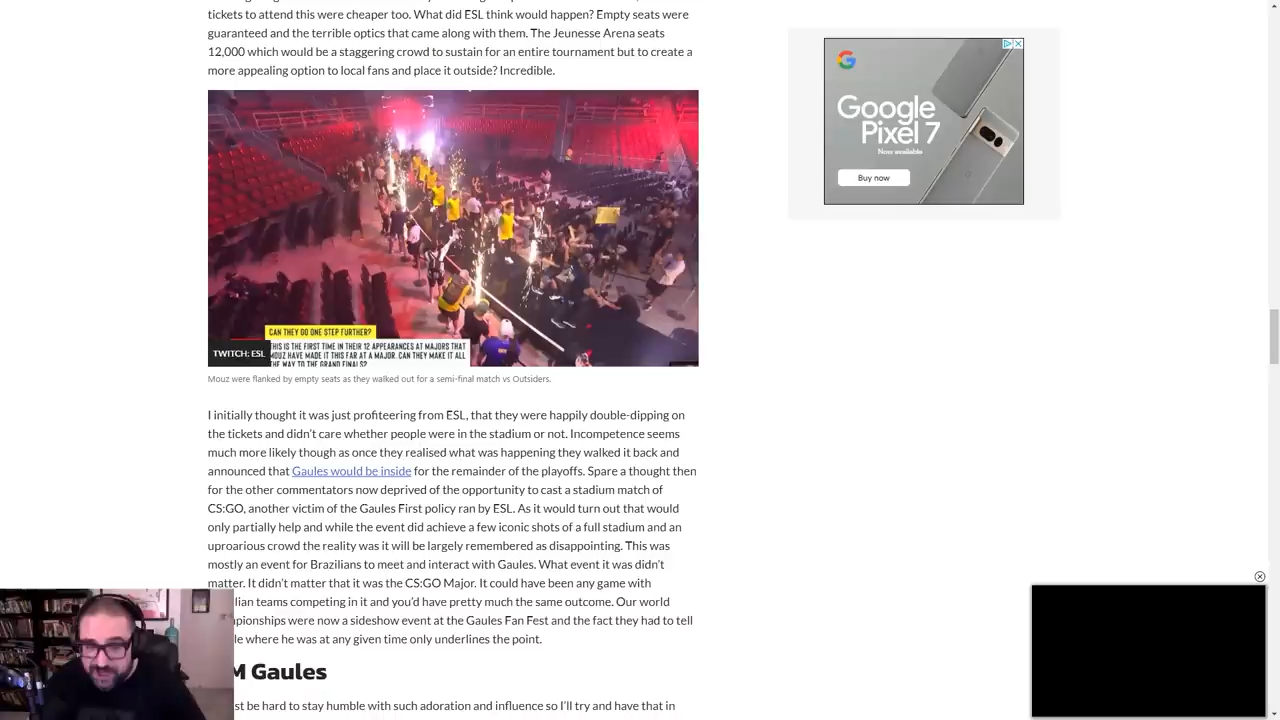 tickets to attend this were cheaper too. What did ESL think would happen? Empty seats were
guaranteed and the terrible optics that came along with them. The Jeunesse Arena seats
12,000 which would be a staggering crowd to sustain for an entire tournament but to create a
more appealing option to local fans and place it outside? Incredible.
CAN THEY GO ONE STEP FURTHER?
TWITCH: ESL
THIS IS THE FIRST TIME IN THEIR 12 APPEARANCES AT MAJORS THAT
MOUZ HAVE MADE IT THIS FAR AT A MAJOR. CAN THEY MAKE IT ALL
THE WAY TO THE GRAND FINALS?
Mouz were flanked by empty seats as they walked out for a semi-final match vs Outsiders.
I initially thought it was just profiteering from ESL, that they were happily double-dipping on
the tickets and didn't care whether people were in the stadium or not. Incompetence seems
much more likely though as once they realised what was happening they walked it back and
announced that Gaules would be inside for the remainder of the playoffs. Spare a thought then
for the other commentators now deprived of the opportunity to cast a stadium match of
CS:GO, another victim of the Gaules First policy ran by ESL. As it would turn out that would
only partially help and while the event did achieve a few iconic shots of a full stadium and an
uproarious crowd the reality was it will be largely remembered as disappointing. This was
mostly an event for Brazilians to meet and interact with Gaules. What event it was didn't
matter. It didn't matter that it was the CS:GO Major. It could have been any game with
lian teams competing in it and you'd have pretty much the same outcome. Our world
mpionships were now a sideshow event at the Gaules Fan Fest and the fact they had to tell
le where he was at any given time only underlines the point.
M Gaules
st be hard to stay humble with such adoration and influence so I'll try and have that in
Google
Pixel 7
Now available
Buy now